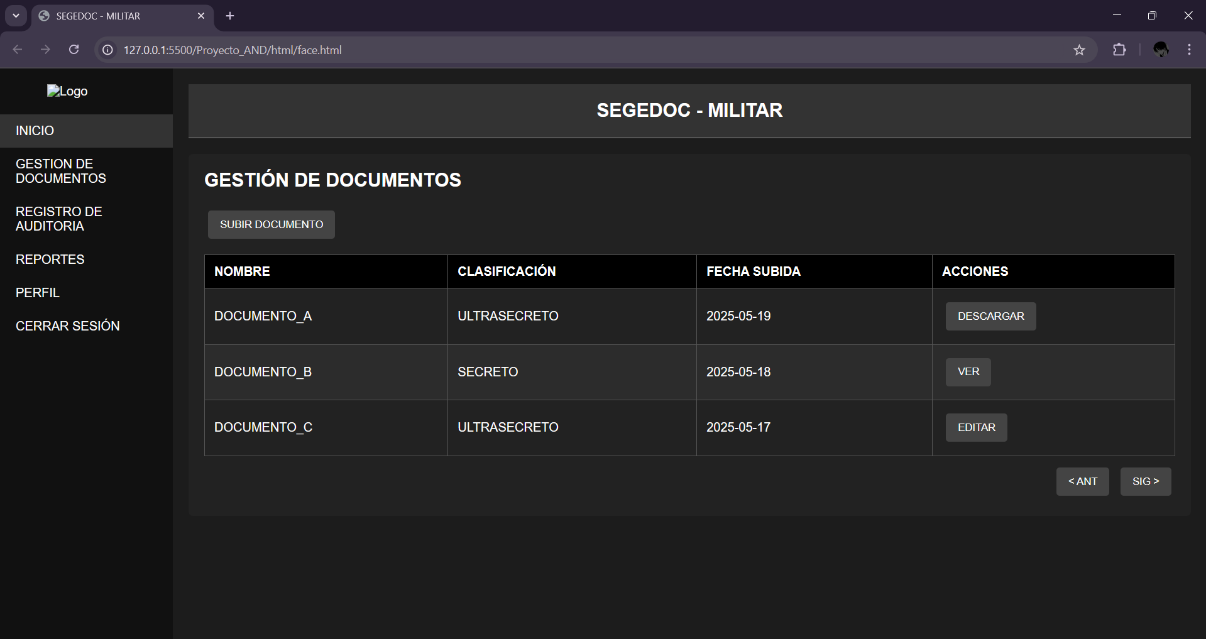 SEGEDOC - MILITAR
127.0.0.1:5500/Proyecto_AND/html/face.html
Logo
INICIO
GESTION DE
DOCUMENTOS
REGISTRO DE
AUDITORIA
REPORTES
PERFIL
CERRAR SESIÓN
SEGEDOC - MILITAR
GESTIÓN DE DOCUMENTOS
SUBIR DOCUMENTO
NOMBRE CLASIFICACIÓN FECHA SUBIDA ACCIONES
DOCUMENTO_A ULTRASECRETO 2025-05-19 DESCARGAR
DOCUMENTO_B SECRETO 2025-05-18 VER
DOCUMENTO_C ULTRASECRETO 2025-05-17 EDITAR
< ANT SIG >